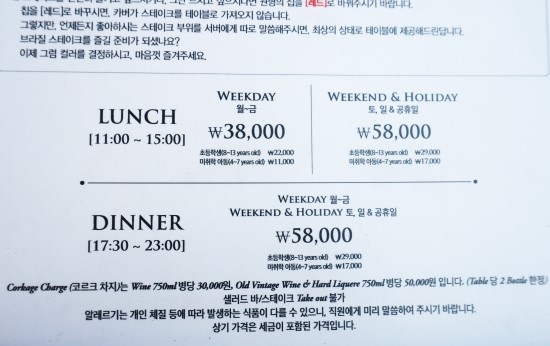 칩을 [레드]로 바꾸시면, 카버가 스테이크를 테이블로 가져오지 않습니다.
그렇지만, 언제든지 좋아하시는 스테이크 부위를 서버에게 따로 말씀해주시면, 최상의 상태로 테이블에 제공해드린답니다.
브라질 스테이크를 즐길 준비가 되셨나요?
이제 그럼 컬러를 결정하시고, 마음껏 즐겨주세요.
LUNCH
[11:00 ~ 15:00]
WEEKDAY
월~금
₩38,000
초등학생(8~13 years old) ₩22,000
미취학 아동(4~7 years old) ₩11,000
WEEKEND & HOLIDAY
토, 일 & 공휴일
₩58,000
초등학생(8~13 years old) ₩29,000
미취학 아동(4~7 years old) ₩17,000
DINNER
[17:30 ~ 23:00]
WEEKDAY 월~금
WEEKEND & HOLIDAY 토, 일 & 공휴일
₩58,000
초등학생(8~13 years old) ₩29,000
미취학 아동(4~7 years old) ₩17,000
Corkage Charge (코르크 차지)는 Wine 750ml 병당 30,000원, Old Vintage Wine & Hard Liquere 750ml 병당 50,000원 입니다. (Table 당 2 Bottle 한정)
샐러드 바/스테이크 Take out 불가
알레르기는 개인 체질 등에 따라 발생하는 식품이 다를 수 있으니, 직원에게 미리 말씀하여 주시기 바랍니다.
상기 가격은 세금이 포함된 가격입니다.